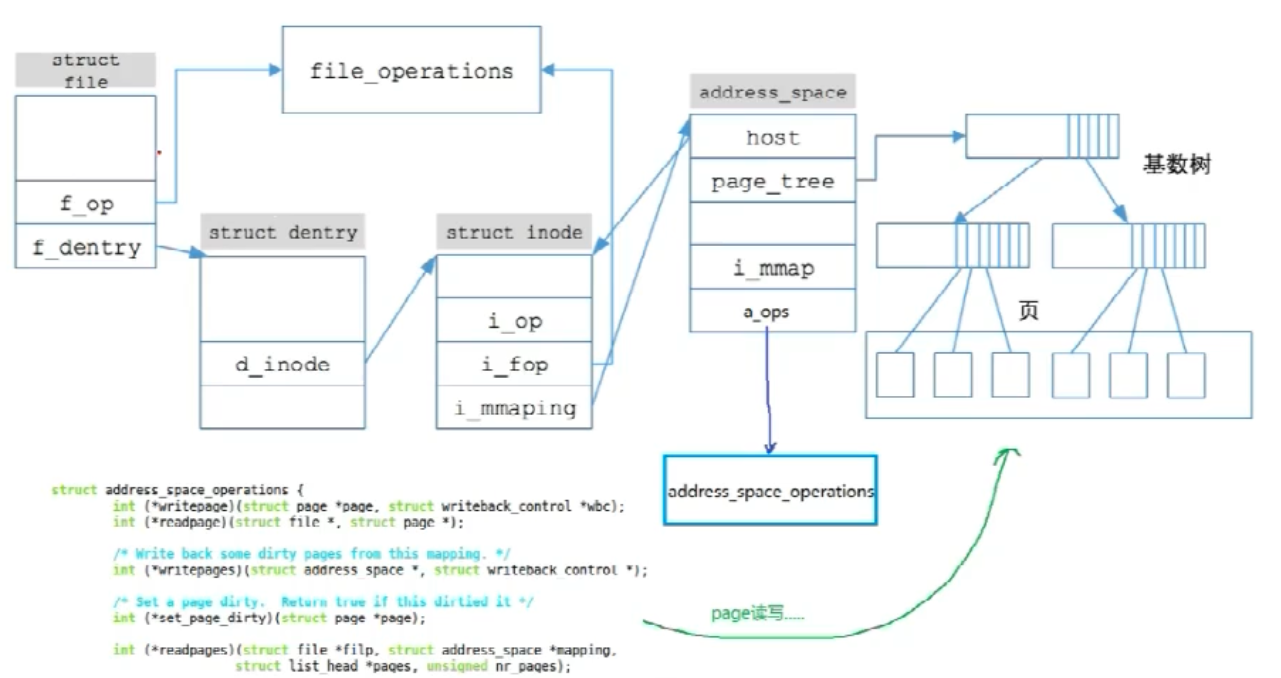 struct
file
file_operations
f_op
f_dentry
struct dentry
d_inode
struct inode
i_op
i_fop
i_mmaping
address_space
host
page_tree
i_mmap
a_ops
基数树
页
address_space_operations
page读写.....
struct address_space_operations {
int (*writepage)(struct page *page, struct writeback_control *wbc);
int (*readpage)(struct file *, struct page *);
/* Write back some dirty pages from this mapping. */
int (*writepages)(struct address_space *, struct writeback_control *);
/* Set a page dirty. Return true if this dirtied it */
int (*set_page_dirty)(struct page *page);
int (*readpages)(struct file *filp, struct address_space *mapping,
struct list_head *pages, unsigned nr_pages);